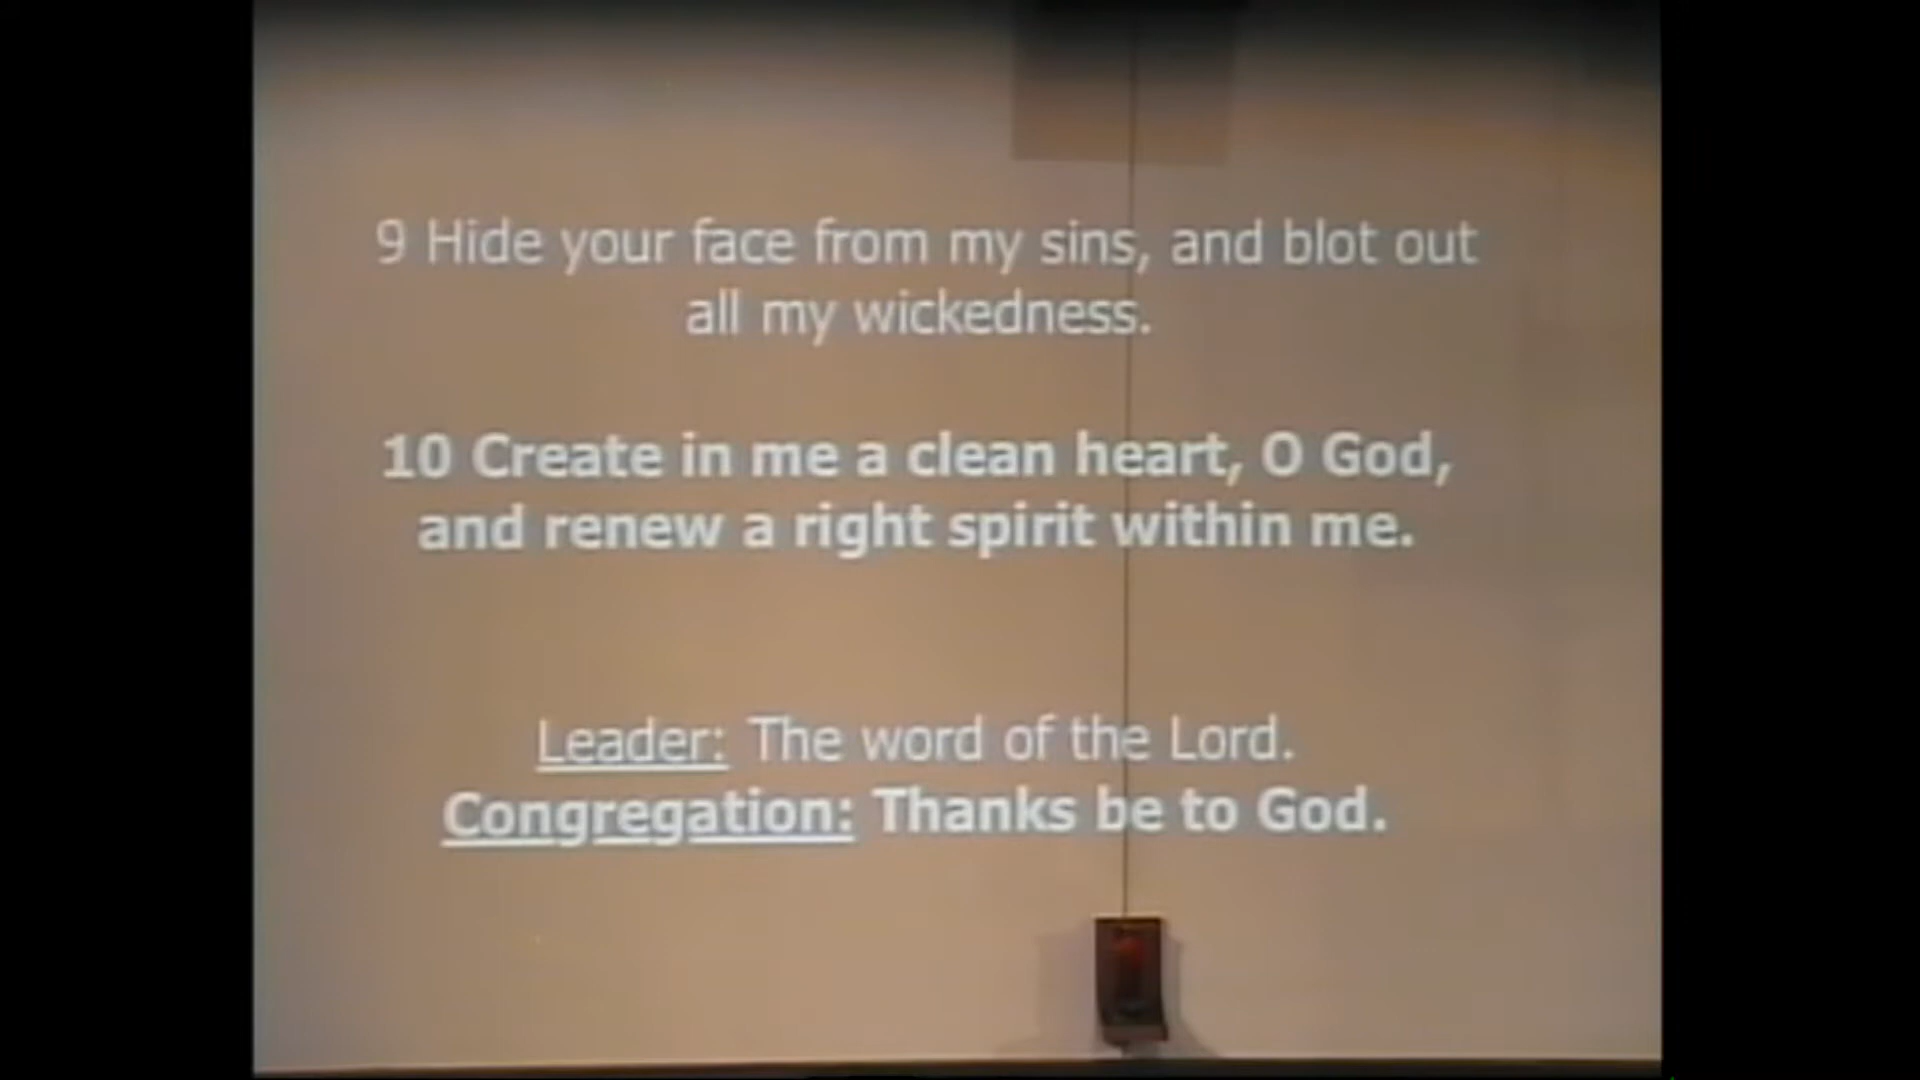 9 Hide your face from my sins, and blot out
all my wickedness.
10 Create in me a clean heart, O God,
and renew a right spirit within me.
Leader: The word of the Lord.
Congregation: Thanks be to God.